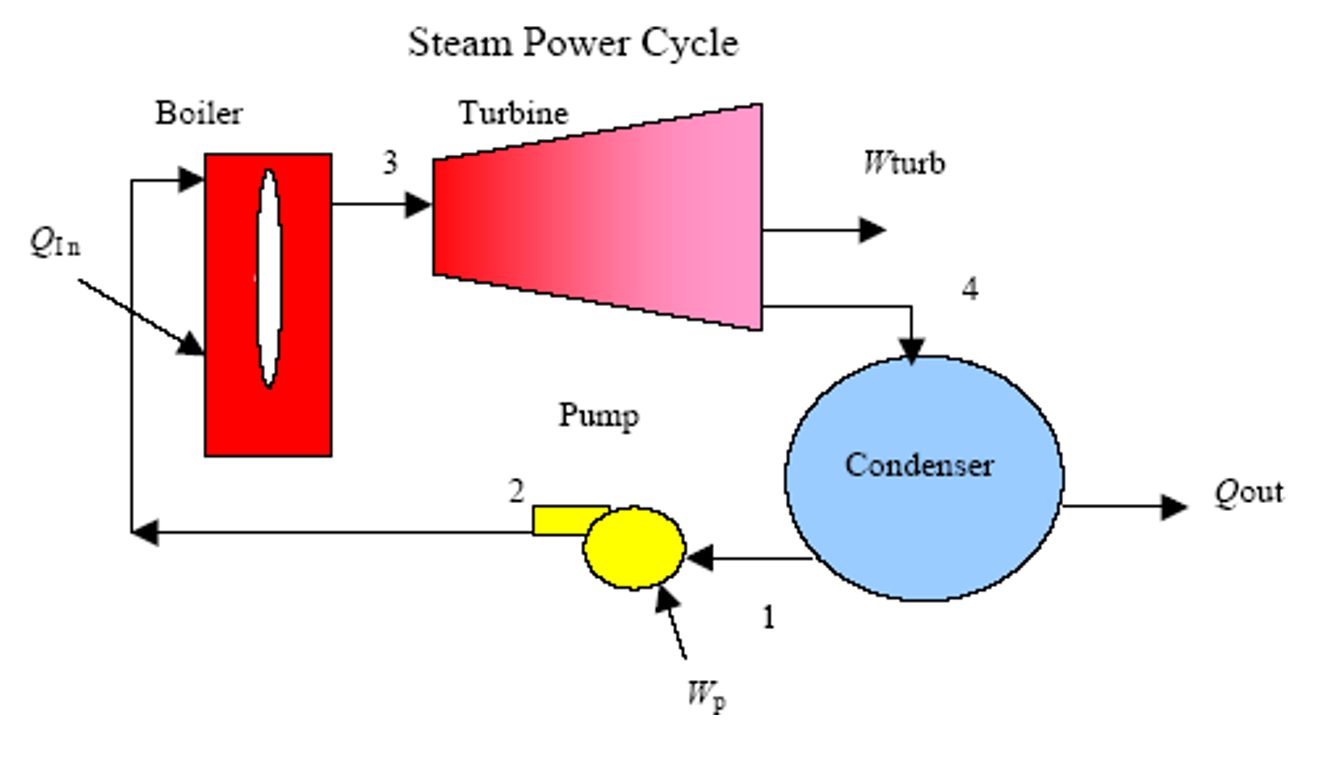 Steam Power Cycle
Boiler
Turbine
3
Wturb
QIn
4
Pump
Condenser
2
Qout
1
Wp